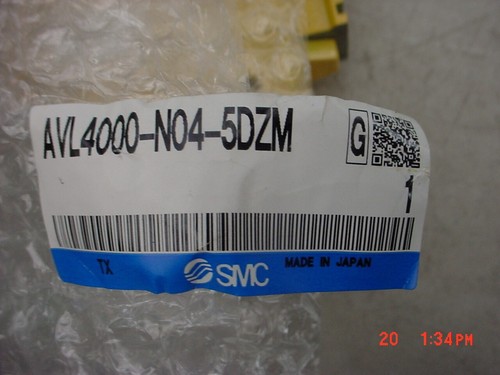 AVL4000-N04-5DZM G
1
TX SMC MADE IN JAPAN
20 1:34PM